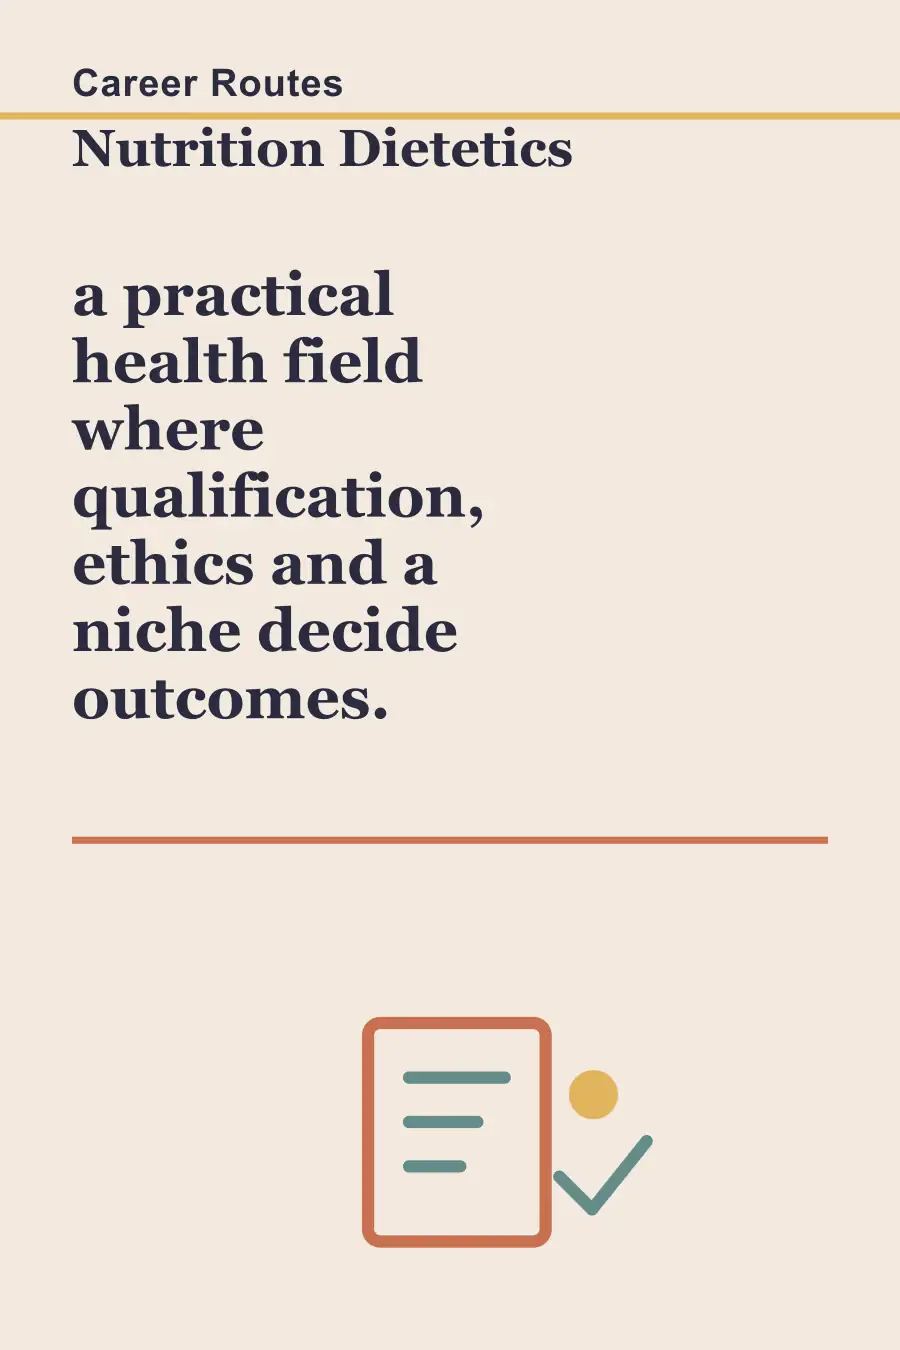 Career Routes
Nutrition Dietetics
a practical
health field
where
qualification,
ethics and a
niche decide
outcomes.